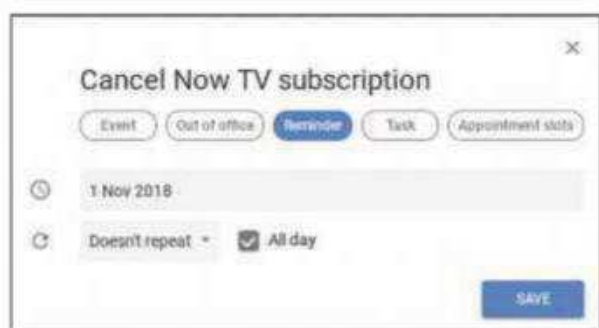 Cancel Now TV subscription
Event Out of office Reminder Task Appointment slots
1 Nov 2018
Doesn't repeat All day
SAVE